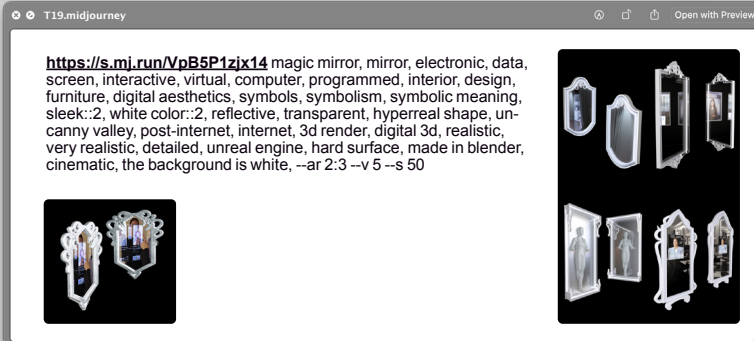 T19.midjourney
Open with Preview
https://s.mj.run/VpB5P1zjx14 magic mirror, mirror, electronic, data,
screen, interactive, virtual, computer, programmed, interior, design,
furniture, digital aesthetics, symbols, symbolism, symbolic meaning,
sleek::2, white color::2, reflective, transparent, hyperreal shape, un-
canny valley, post-internet, internet, 3d render, digital 3d, realistic,
very realistic, detailed, unreal engine, hard surface, made in blender,
cinematic, the background is white, --ar 2:3 --v 5 --s 50